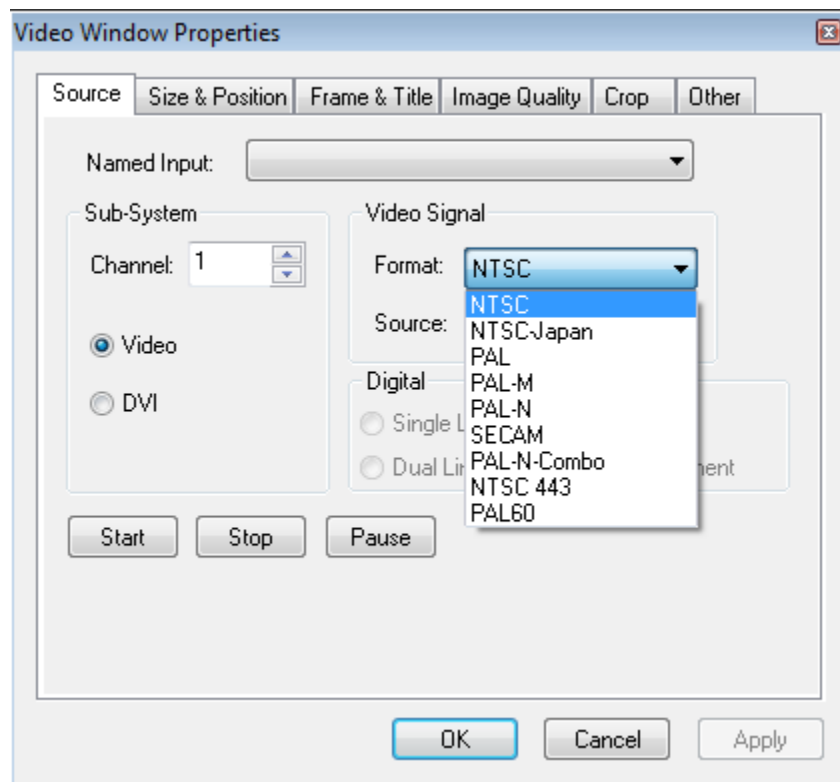 Video Window Properties
Source Size & Position Frame & Title Image Quality Crop Other
Named Input:
Sub-System
Channel: 1
Video
DVI
Video Signal
Format: NTSC
NTSC
NTSC-Japan
PAL
PAL-M
PAL-N
SECAM
PAL-N-Combo
NTSC 443
PAL60
Source:
Digital
Single
Dual
Start Stop Pause
OK Cancel Apply